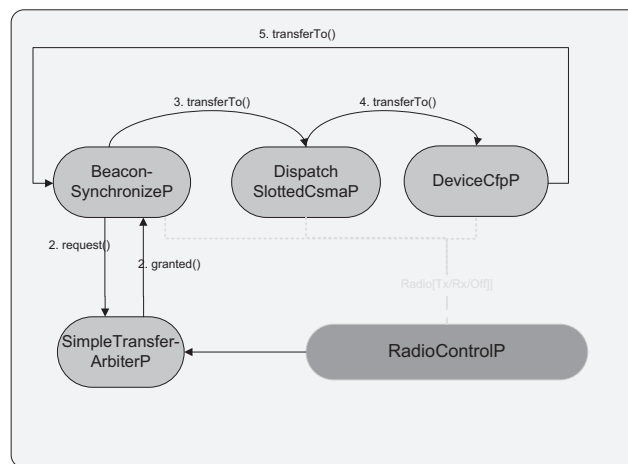 5. transferTo()
3. transferTo()
4. transferTo()
Beacon-
SynchronizeP
Dispatch
SlottedCsmaP
DeviceCfpP
2. request()
2. granted()
Radio[Tx/Rx/Off]]
SimpleTransfer-
ArbiterP
RadioControlP